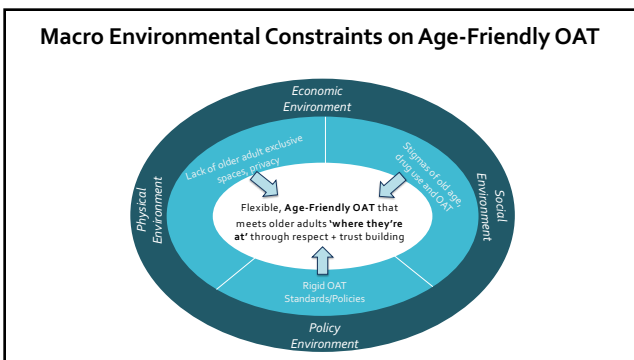 Macro Environmental Constraints on Age-Friendly OAT
Economic
Environment
Physical
Environment
Lack of older adult exclusive
spaces, privacy
Stigmas of old age,
drug use and OAT
Social
Environment
Flexible, Age-Friendly OAT that
meets older adults ‘where they’re
at’ through respect + trust building
Rigid OAT
Standards/Policies
Policy
Environment